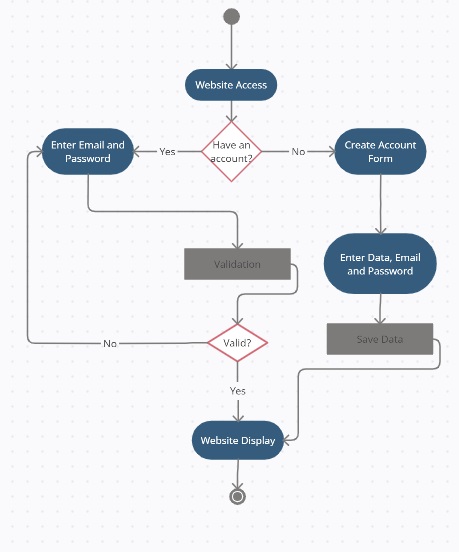 Website Access
Enter Email and
Password
Yes
Have an
account?
No
Create Account
Form
Validation
Enter Data, Email
and Password
Save Data
No
Valid?
Yes
Website Display